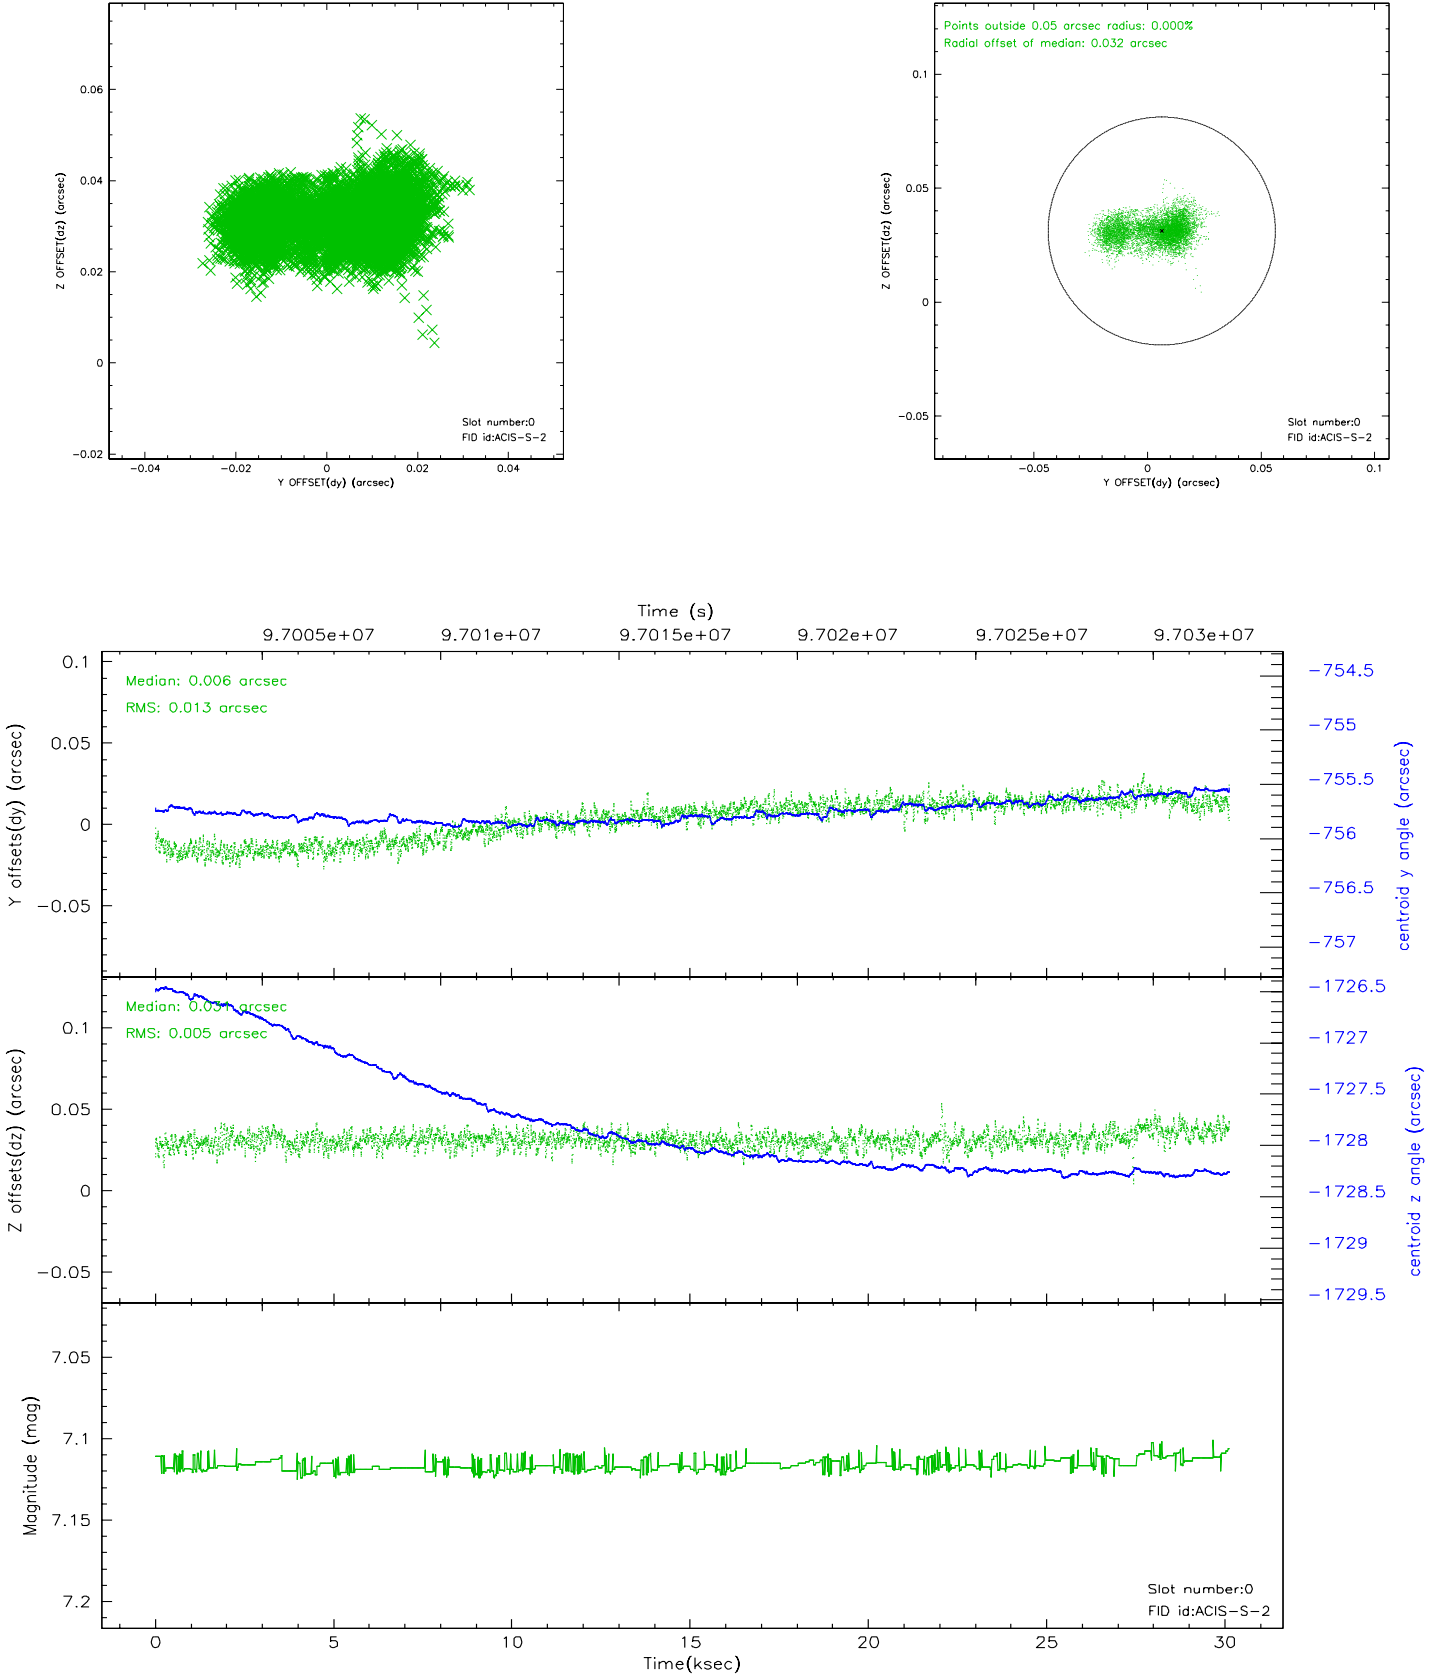 0.06
0.04
0.02
0
-0.02
Z OFFSET(dz) (arcsec)
Slot number:0
FID id:ACIS-S-2
-0.04
-0.02
0
0.02
0.04
Y OFFSET(dy) (arcsec)
Points outside 0.05 arcsec radius: 0.000%
Radial offset of median: 0.032 arcsec
0.1
0.05
0
-0.05
Z OFFSET(dz) (arcsec)
Slot number:0
FID id:ACIS-S-2
-0.05
0
0.05
0.1
Y OFFSET(dy) (arcsec)
Time (s)
9.7005e+07
9.701e+07
9.7015e+07
9.702e+07
9.7025e+07
9.703e+07
Median: 0.006 arcsec
RMS: 0.013 arcsec
0.1
0.05
0
-0.05
Y offsets(dy) (arcsec)
-754.5
-755
-755.5
-756
-756.5
-757
centroid y angle (arcsec)
Median: 0.031 arcsec
RMS: 0.005 arcsec
0.1
0.05
0
-0.05
Z offsets(dz) (arcsec)
-1726.5
-1727
-1727.5
-1728
-1728.5
-1729
-1729.5
centroid z angle (arcsec)
7.05
7.1
7.15
7.2
Magnitude (mag)
Slot number:0
FID id:ACIS-S-2
0
5
10
15
20
25
30
Time(ksec)